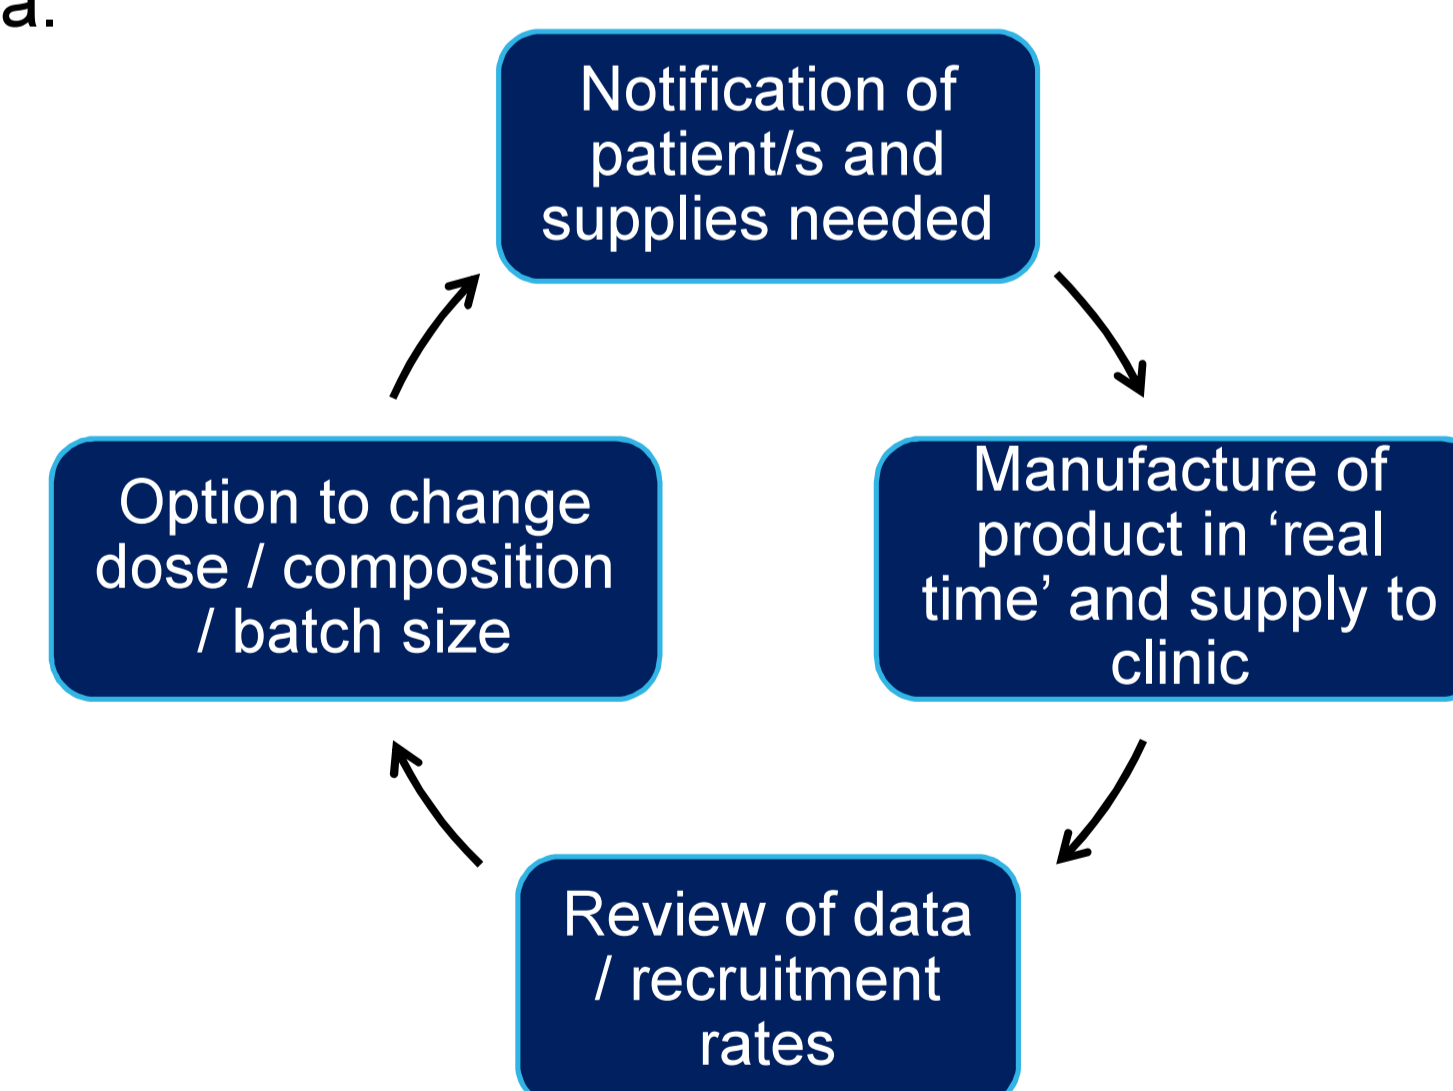 a.
Notification of
patient/s and
supplies needed
Manufacture of
product in ‘real
time’ and supply to
clinic
Review of data
/ recruitment
rates
Option to change
dose / composition
/ batch size